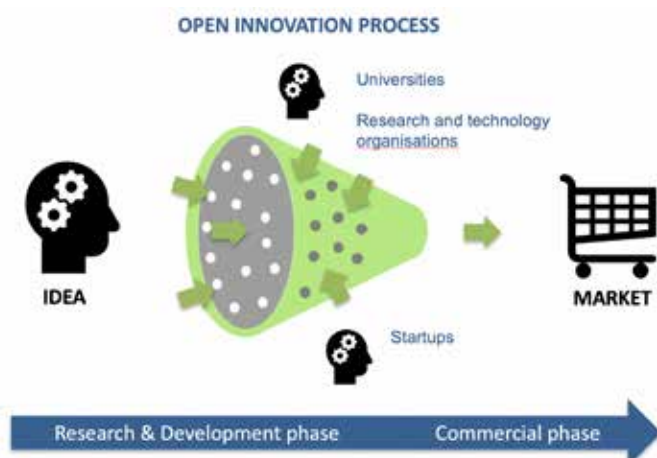 OPEN INNOVATION PROCESS
Universities
Research and technology
organisations
IDEA
MARKET
Startups
Research & Development phase
Commercial phase